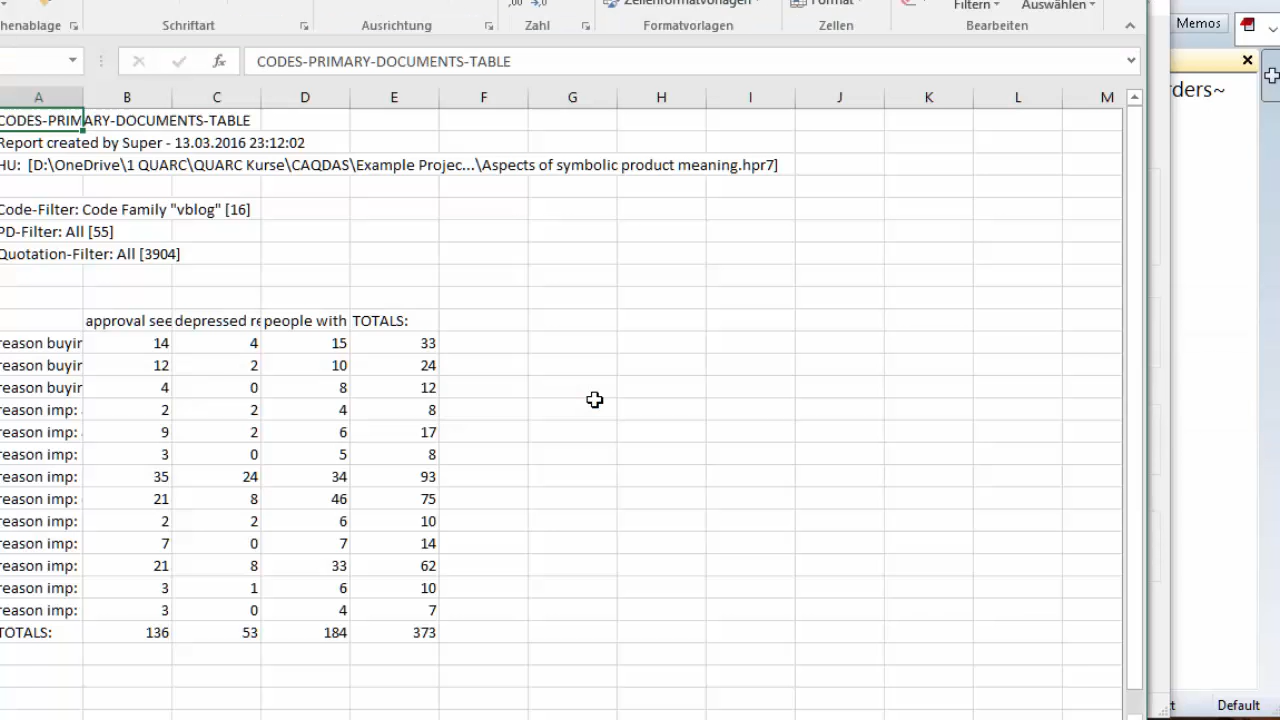 Zellenformatvorlagen Format Filtern Auswählen
henablage Schriftart Ausrichtung Zahl Formatvorlagen Zellen Bearbeiten
Memos
fx CODES-PRIMARY-DOCUMENTS-TABLE
rders~
A B C D E F G H I J K L M
CODES-PRIMARY-DOCUMENTS-TABLE
Report created by Super - 13.03.2016 23:12:02
HU: [D:\OneDrive\1 QUARC\QUARC Kurse\CAQDAS\Example Projec...\Aspects of symbolic product meaning.hpr7]
Code-Filter: Code Family "vblog" [16]
PD-Filter: All [55]
Quotation-Filter: All [3904]
approval see depressed re people with TOTALS:
reason buyin 14 4 15 33
reason buyin 12 2 10 24
reason buyin 4 0 8 12
reason imp: 2 2 4 8
reason imp: 9 2 6 17
reason imp: 3 0 5 8
reason imp: 35 24 34 93
reason imp: 21 8 46 75
reason imp: 2 2 6 10
reason imp: 7 0 7 14
reason imp: 21 8 33 62
reason imp: 3 1 6 10
reason imp: 3 0 4 7
TOTALS: 136 53 184 373
t Default